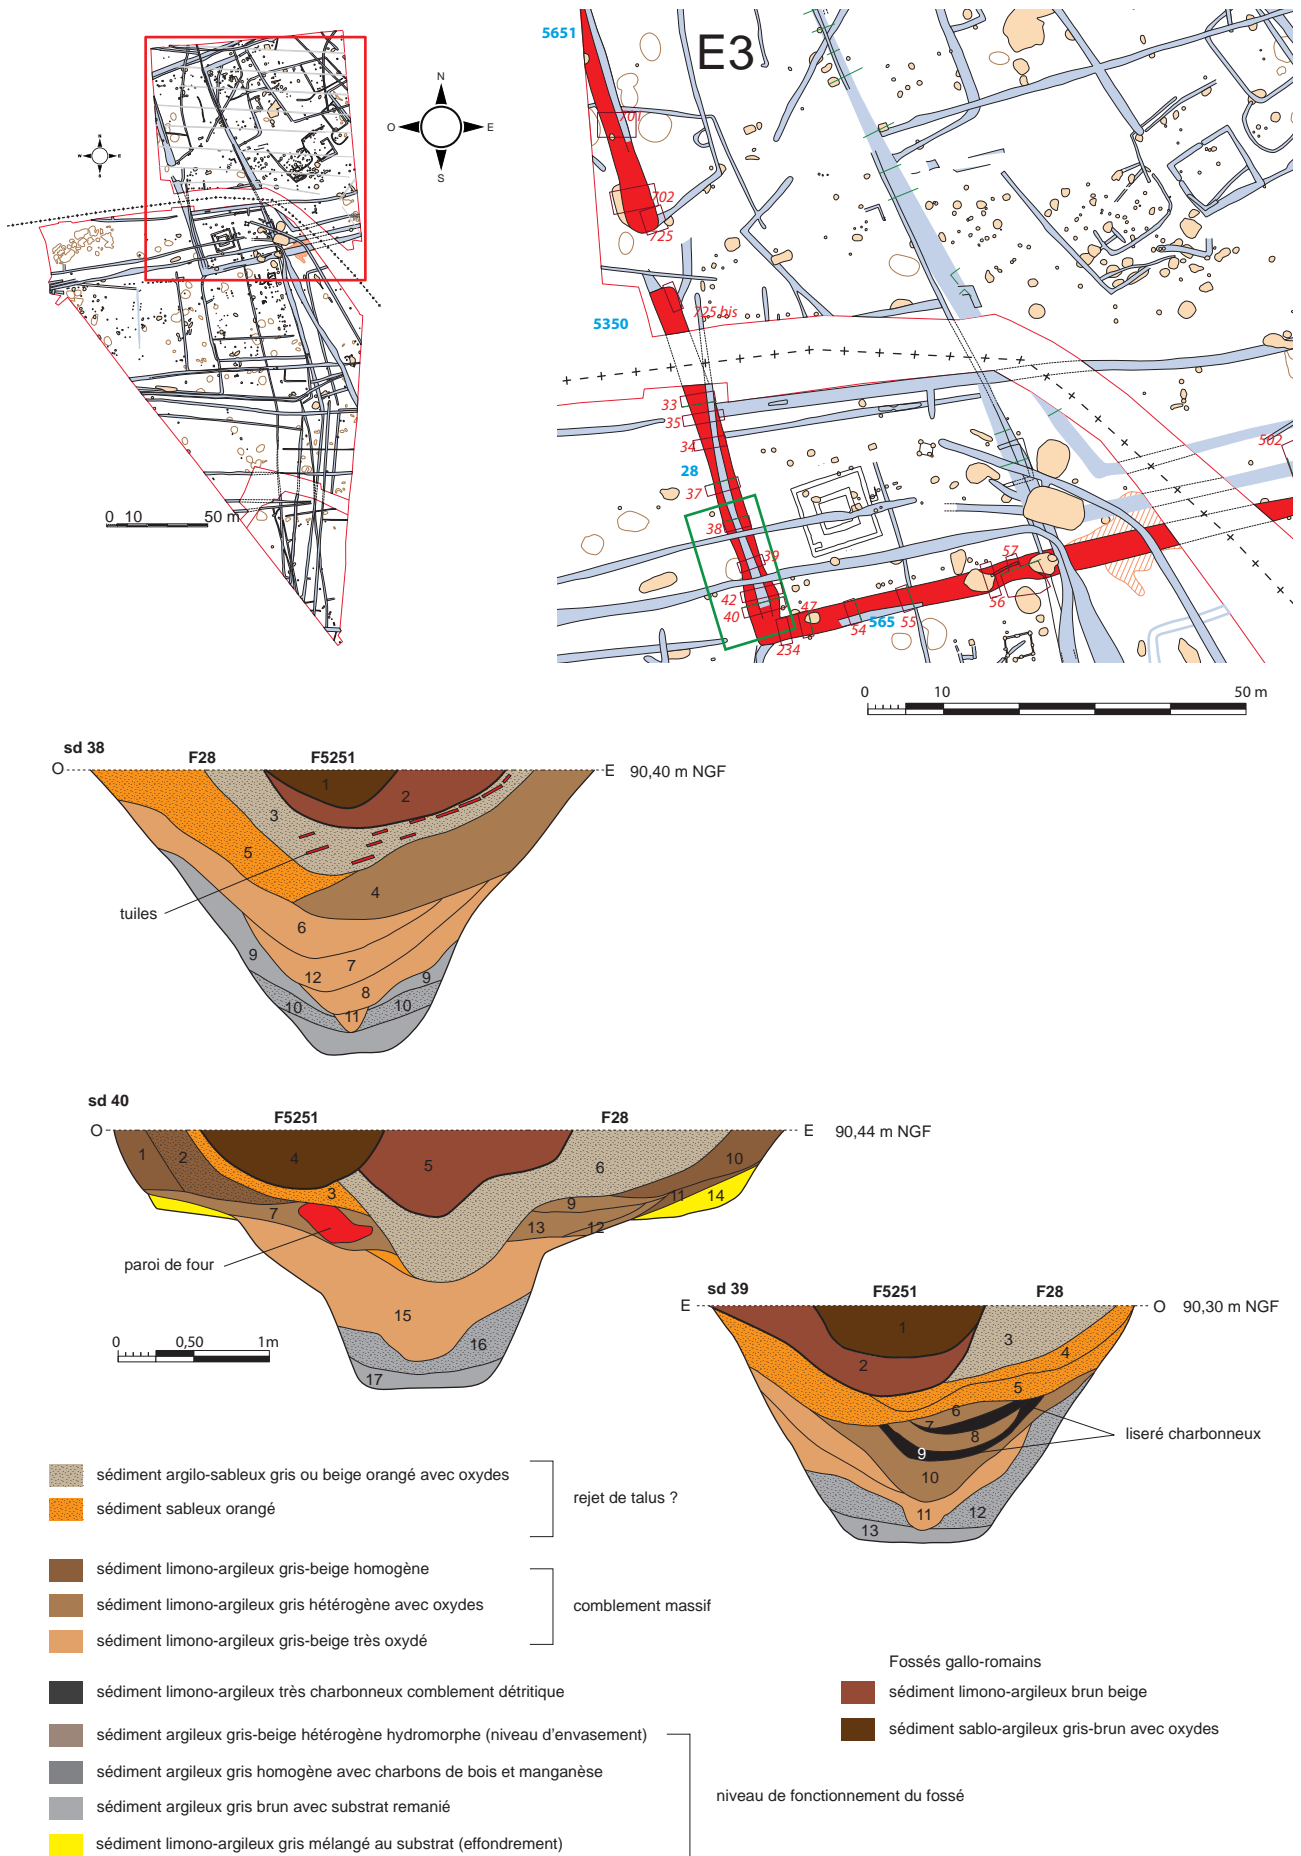 N
O
E
S
N
W
E
S
0 10 50 m
5651
E3
701
702
725
725 bis
5350
33
35
34
28
37
38
39
42
40
47
234
54
565
55
56
57
502
0 10 50 m
sd 38
F28
F5251
O
E
90,40 m NGF
1
2
3
5
4
tuiles
6
9
7
12
9
8
10
10
11
sd 40
F5251
F28
O
E
90,44 m NGF
1
2
4
5
6
10
3
11
14
7
9
13
12
paroi de four
15
16
17
0 0,50 1m
sd 39
F5251
F28
E
O
90,30 m NGF
1
2
3
4
5
6
7
8
9
liseré charbonneux
10
11
12
13
sédiment argilo-sableux gris ou beige orangé avec oxydes
rejet de talus ?
sédiment sableux orangé
sédiment limono-argileux gris-beige homogène
sédiment limono-argileux gris hétérogène avec oxydes
comblement massif
sédiment limono-argileux gris-beige très oxydé
Fossés gallo-romains
sédiment limono-argileux très charbonneux comblement détritique
sédiment limono-argileux brun beige
sédiment argileux gris-beige hétérogène hydromorphe (niveau d'envasement)
sédiment sablo-argileux gris-brun avec oxydes
sédiment argileux gris homogène avec charbons de bois et manganèse
niveau de fonctionnement du fossé
sédiment argileux gris brun avec substrat remanié
sédiment limono-argileux gris mélangé au substrat (effondrement)